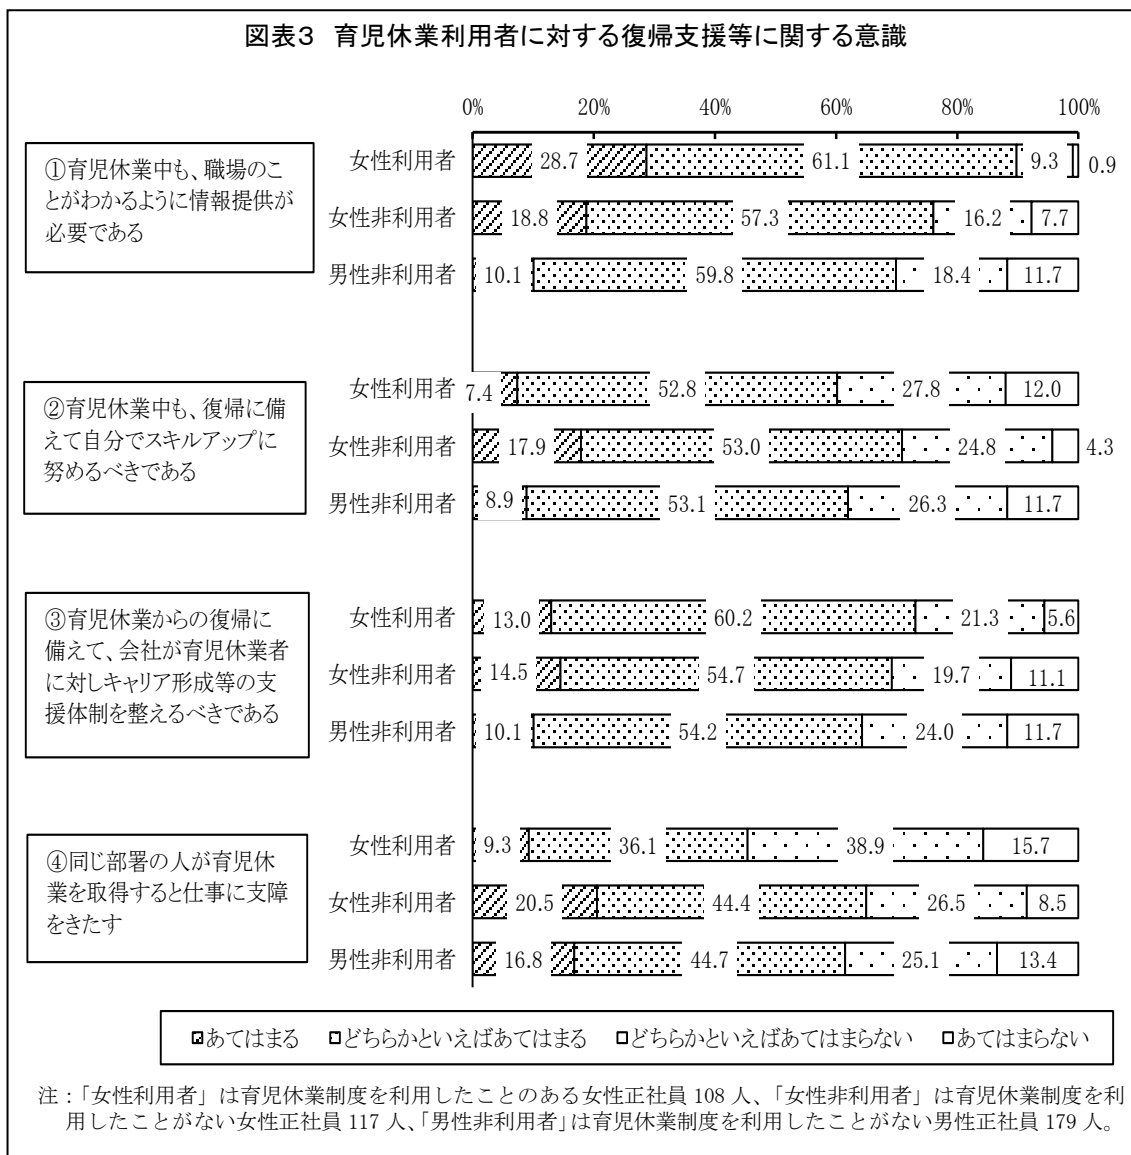 図表3 育児休業利用者に対する復帰支援等に関する意識
0% 20% 40% 60% 80% 100%
①育児休業中も、職場のこ
とがわかるように情報提供が
必要である
女性利用者 28.7 61.1 9.3 0.9
女性非利用者 18.8 57.3 16.2 7.7
男性非利用者 10.1 59.8 18.4 11.7
②育児休業中も、復帰に備
えて自分でスキルアップに
努めるべきである
女性利用者 7.4 52.8 27.8 12.0
女性非利用者 17.9 53.0 24.8 4.3
男性非利用者 8.9 53.1 26.3 11.7
③育児休業からの復帰に
備えて、会社が育児休業者
に対しキャリア形成等の支
援体制を整えるべきである
女性利用者 13.0 60.2 21.3 5.6
女性非利用者 14.5 54.7 19.7 11.1
男性非利用者 10.1 54.2 24.0 11.7
④同じ部署の人が育児休
業を取得すると仕事に支障
をきたす
女性利用者 9.3 36.1 38.9 15.7
女性非利用者 20.5 44.4 26.5 8.5
男性非利用者 16.8 44.7 25.1 13.4
あてはまる どちらかといえばあてはまる どちらかといえばあてはまらない あてはまらない
注:「女性利用者」は育児休業制度を利用したことのある女性正社員 108 人、「女性非利用者」は育児休業制度を利
用したことがない女性正社員 117 人、「男性非利用者」は育児休業制度を利用したことがない男性正社員 179 人。